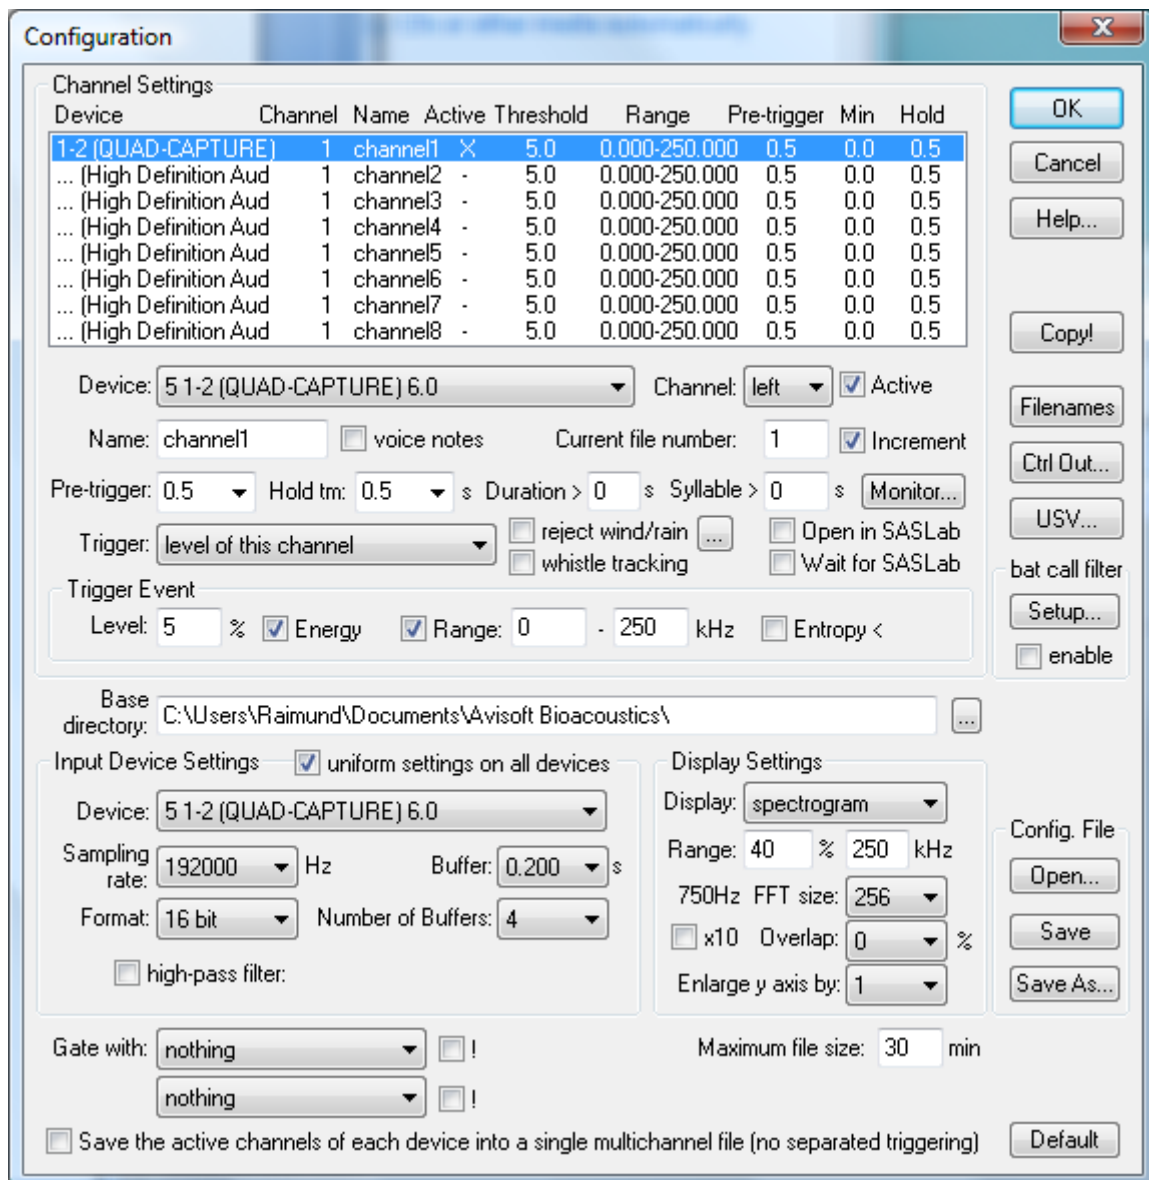 Configuration
Channel Settings
Device Channel Name Active Threshold Range Pre-trigger Min Hold
1-2 (QUAD-CAPTURE) 1 channel1 X 5.0 0.000-250.000 0.5 0.0 0.5
... (High Definition Aud 1 channel2 - 5.0 0.000-250.000 0.5 0.0 0.5
... (High Definition Aud 1 channel3 - 5.0 0.000-250.000 0.5 0.0 0.5
... (High Definition Aud 1 channel4 - 5.0 0.000-250.000 0.5 0.0 0.5
... (High Definition Aud 1 channel5 - 5.0 0.000-250.000 0.5 0.0 0.5
... (High Definition Aud 1 channel6 - 5.0 0.000-250.000 0.5 0.0 0.5
... (High Definition Aud 1 channel7 - 5.0 0.000-250.000 0.5 0.0 0.5
... (High Definition Aud 1 channel8 - 5.0 0.000-250.000 0.5 0.0 0.5
OK
Cancel
Help...
Copy!
Filenames
Ctrl Out...
USV...
Device: 5 1-2 (QUAD-CAPTURE) 6.0 Channel: left Active
Name: channel1 voice notes Current file number: 1 Increment
Pre-trigger: 0.5 Hold tm: 0.5 s Duration > 0 s Syllable > 0 s Monitor...
Trigger: level of this channel
reject wind/rain ... Open in SASLab
whistle tracking Wait for SASLab
Trigger Event
Level: 5 % Energy Range: 0 - 250 kHz Entropy <
bat call filter
Setup...
enable
Base directory: C:\Users\Raimund\Documents\Avisoft Bioacoustics\ ...
Input Device Settings uniform settings on all devices
Device: 5 1-2 (QUAD-CAPTURE) 6.0
Sampling rate: 192000 Hz Buffer: 0.200 s
Format: 16 bit Number of Buffers: 4
high-pass filter:
Display Settings
Display: spectrogram
Range: 40 % 250 kHz
750Hz FFT size: 256
x10 Overlap: 0 %
Enlarge y axis by: 1
Config. File
Open...
Save
Save As...
Gate with: nothing ! Maximum file size: 30 min
nothing !
Save the active channels of each device into a single multichannel file (no separated triggering) Default